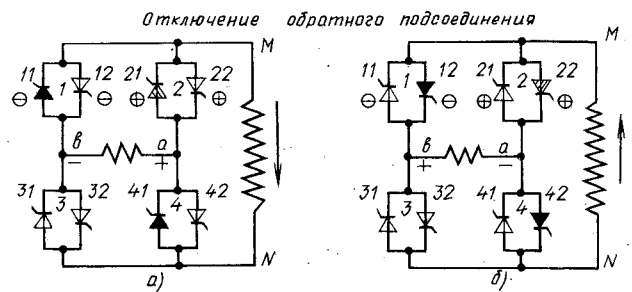 Отключение обратного подсоединения
M M
11 12 21 22 11 12 21 22
1 2 1 2
⊖ ⊖ ⊕ ⊕ ⊖ ⊖ ⊕ ⊕
в а в а
− + + −
31 32 41 42 31 32 41 42
3 4 3 4
N N
а) б)